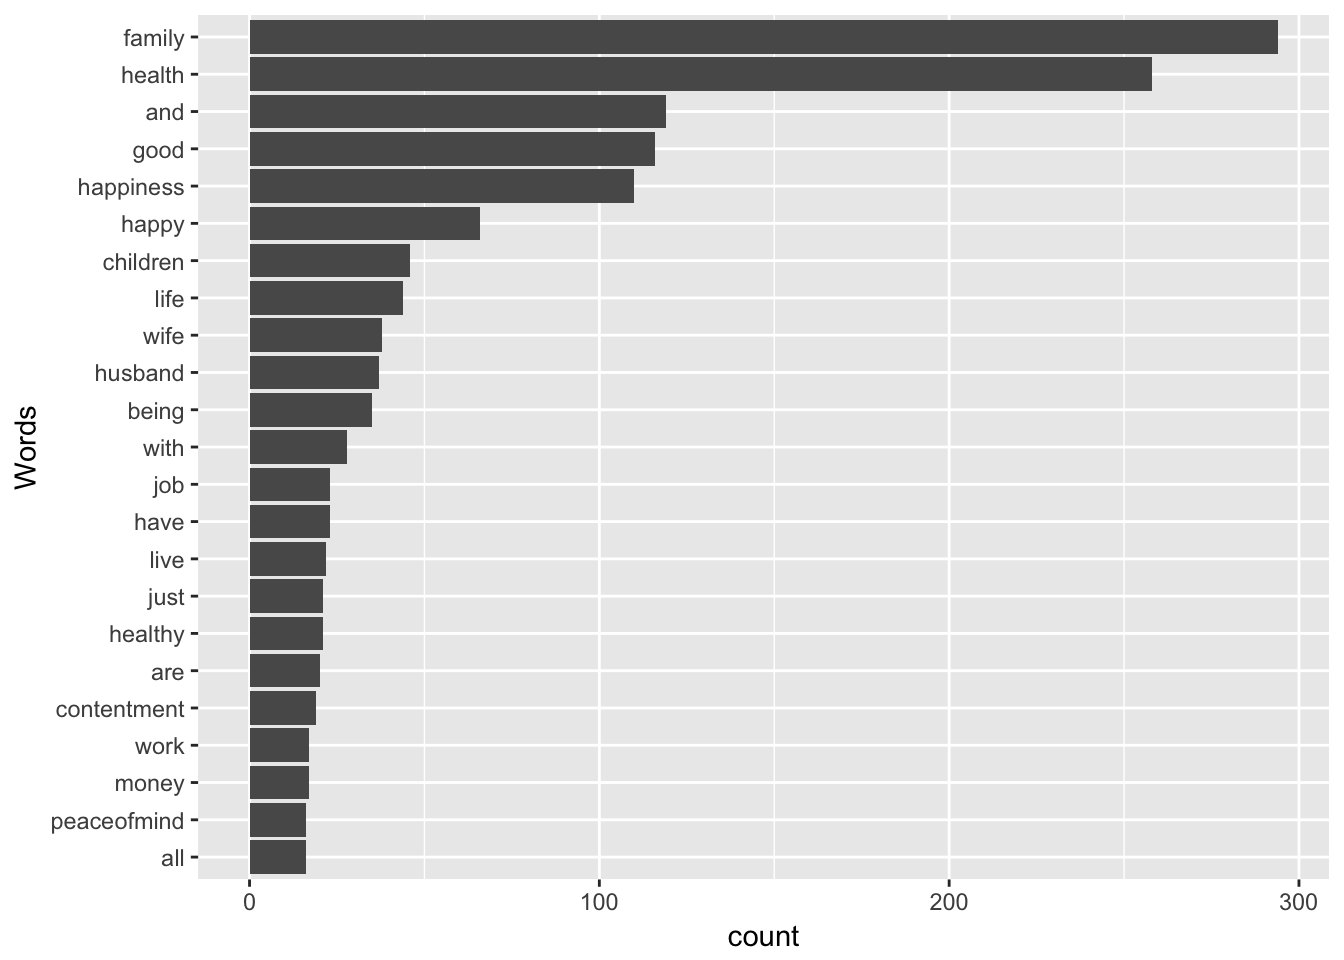 family
health
and
good
happiness
happy
children
life
wife
husband
being
with
job
have
live
just
healthy
are
contentment
work
money
peaceofmind
all
Words
0 100 200 300
count